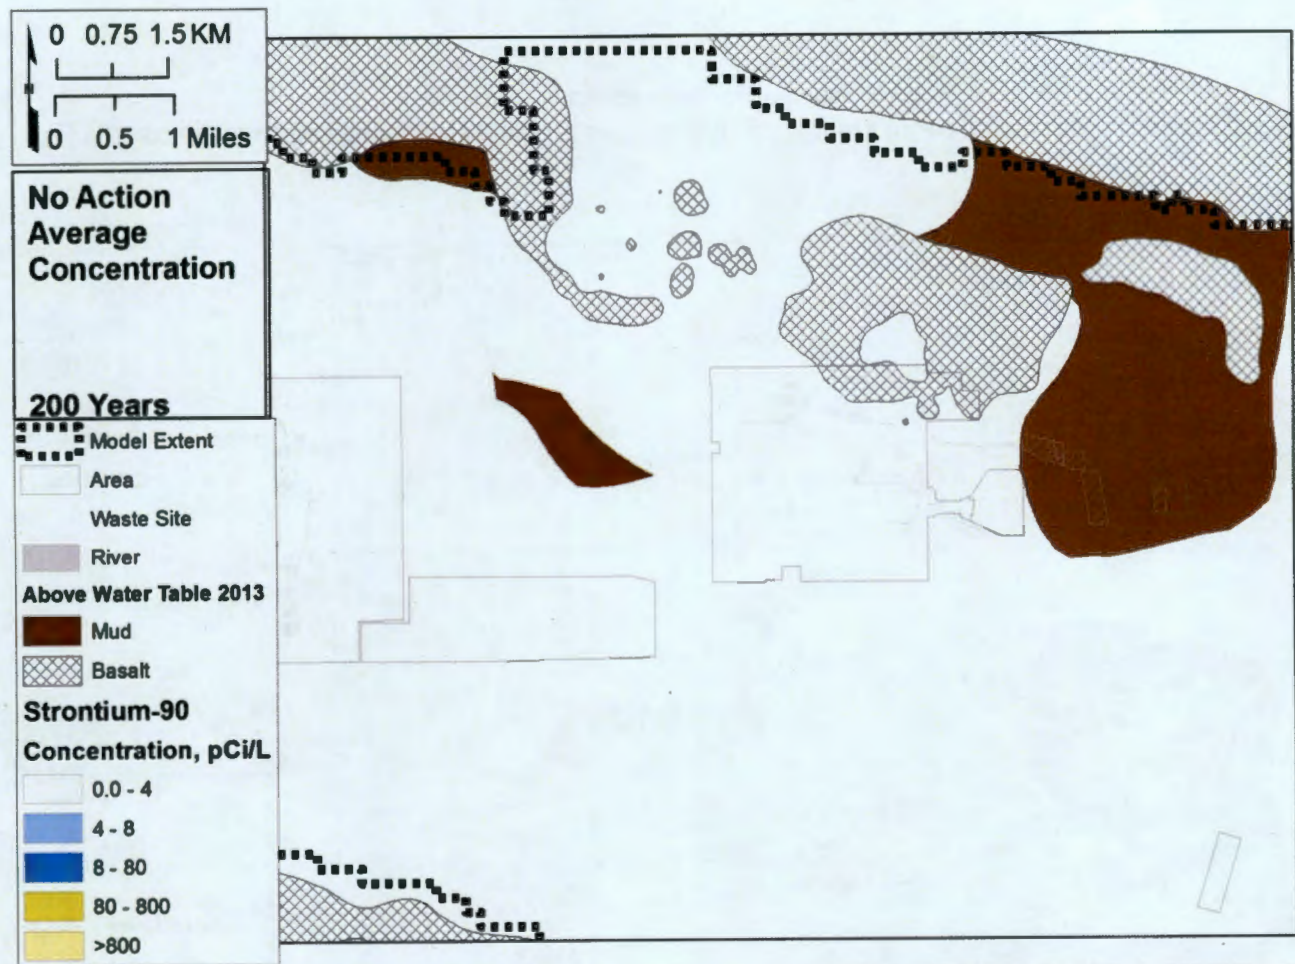 0 0.75 1.5 KM
0 0.5 1 Miles
No Action
Average
Concentration
200 Years
Model Extent
Area
Waste Site
River
Above Water Table 2013
Mud
Basalt
Strontium-90
Concentration, pCi/L
0.0 - 4
4 - 8
8 - 80
80 - 800
>800